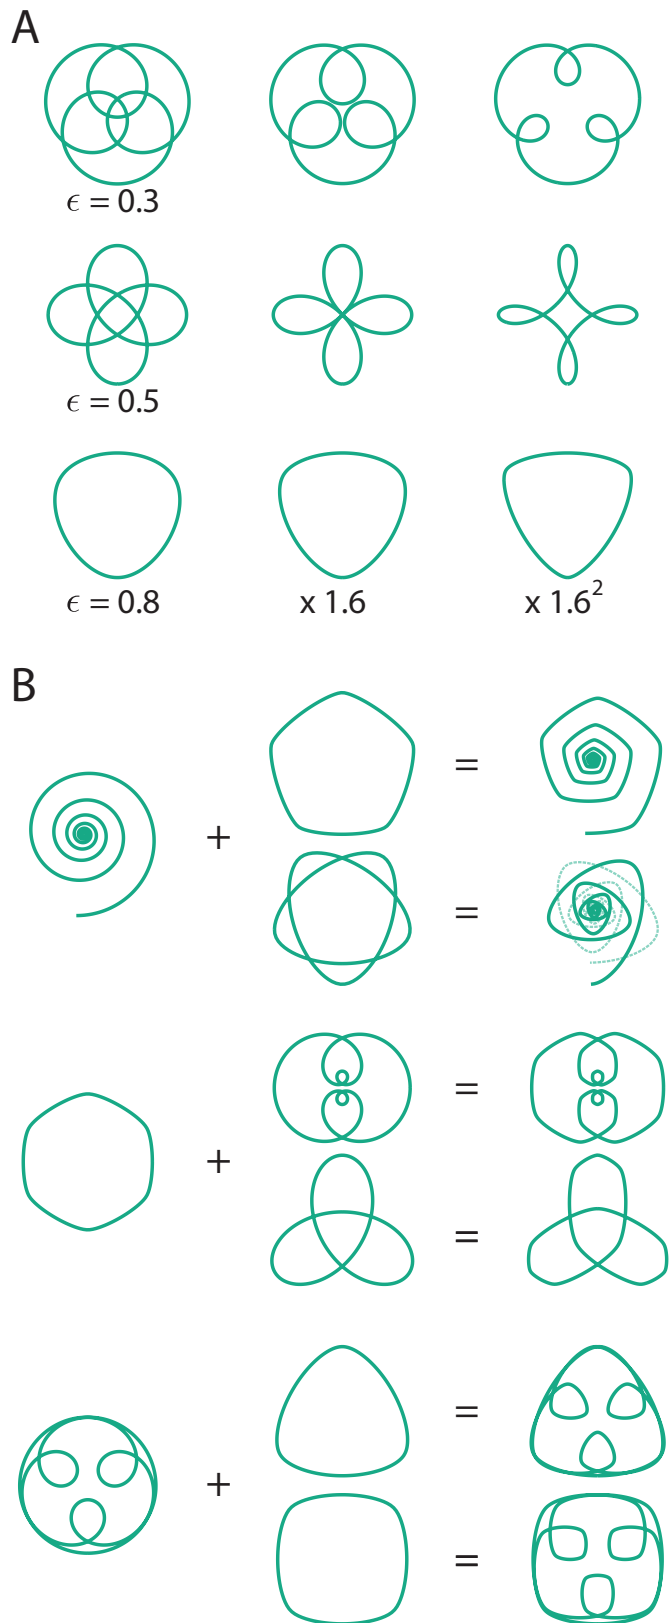 A
ϵ = 0.3
ϵ = 0.5
ϵ = 0.8 x 1.6 x 1.6²
B
=
+
=
=
+
=
=
+
=